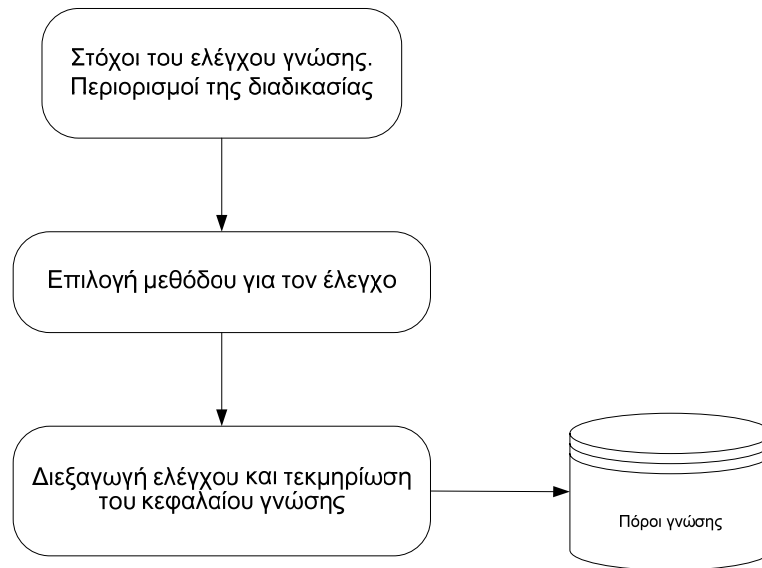 Στόχοι του ελέγχου γνώσης.
Περιορισμοί της διαδικασίας
Επιλογή μεθόδου για τον έλεγχο
Διεξαγωγή ελέγχου και τεκμηρίωση
του κεφαλαίου γνώσης
Πόροι γνώσης